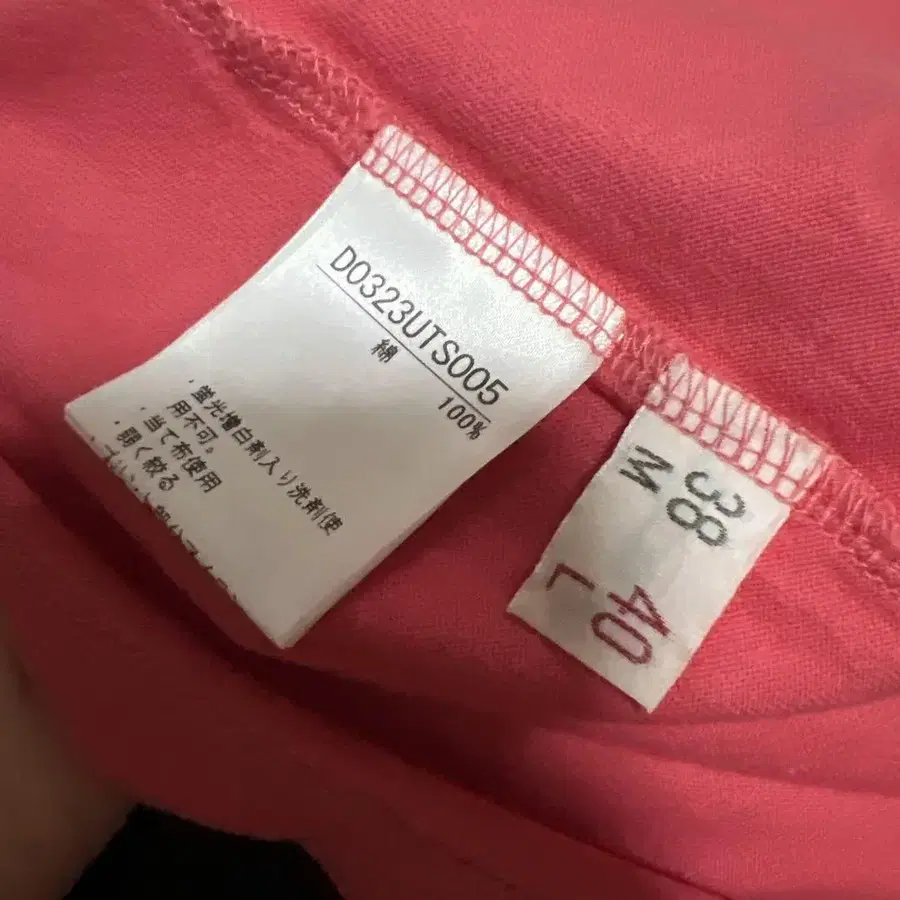 D0323UTS005
綿 100%
・蛍光増白剤入り洗剤使
用不可。
・当て布使用
・弱く絞る
38
M
40
L